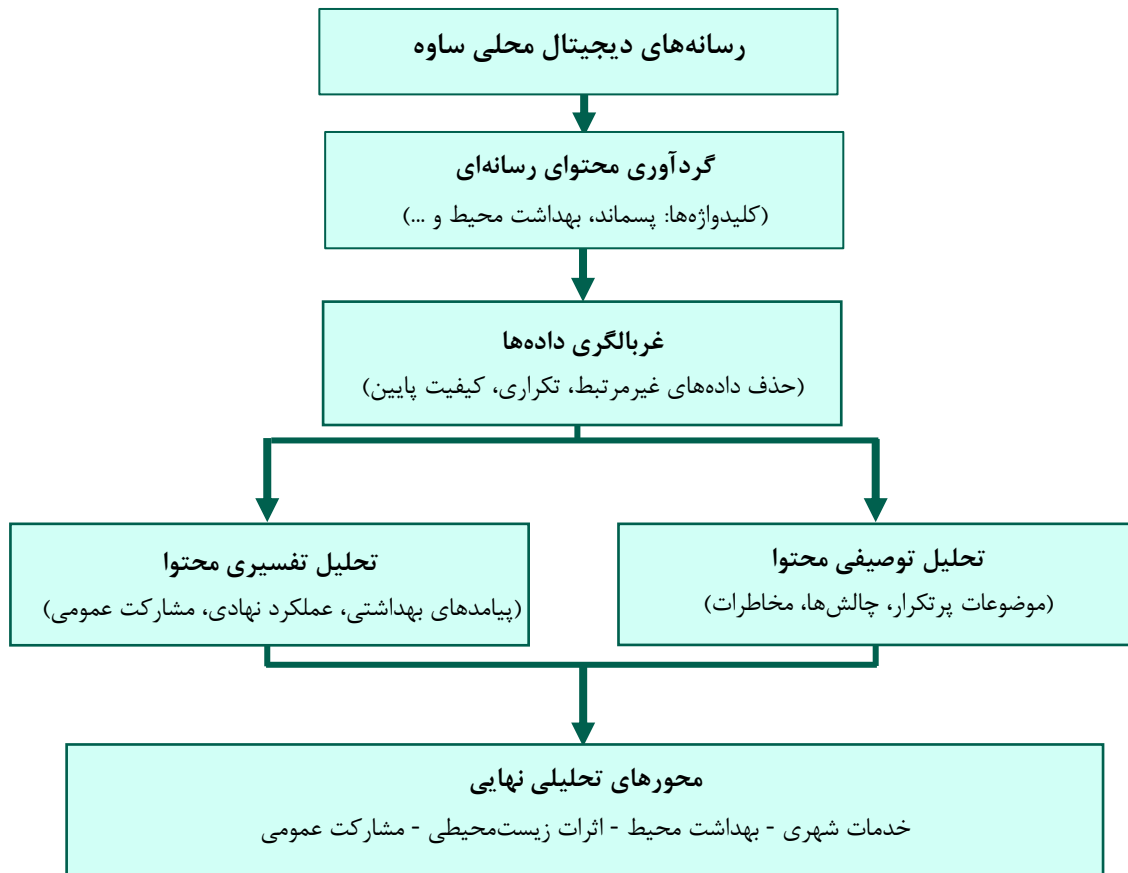 رسانه‌های دیجیتال محلی ساوه
گردآوری محتوای رسانه‌ای
(کلیدواژه‌ها: پسماند، بهداشت محیط و ...)
غربالگری داده‌ها
(حذف داده‌های غیرمرتبط، تکراری، کیفیت پایین)
تحلیل توصیفی محتوا
(موضوعات پرتکرار، چالش‌ها، مخاطرات)
تحلیل تفسیری محتوا
(پیامدهای بهداشتی، عملکرد نهادی، مشارکت عمومی)
محورهای تحلیلی نهایی
خدمات شهری - بهداشت محیط - اثرات زیست‌محیطی - مشارکت عمومی